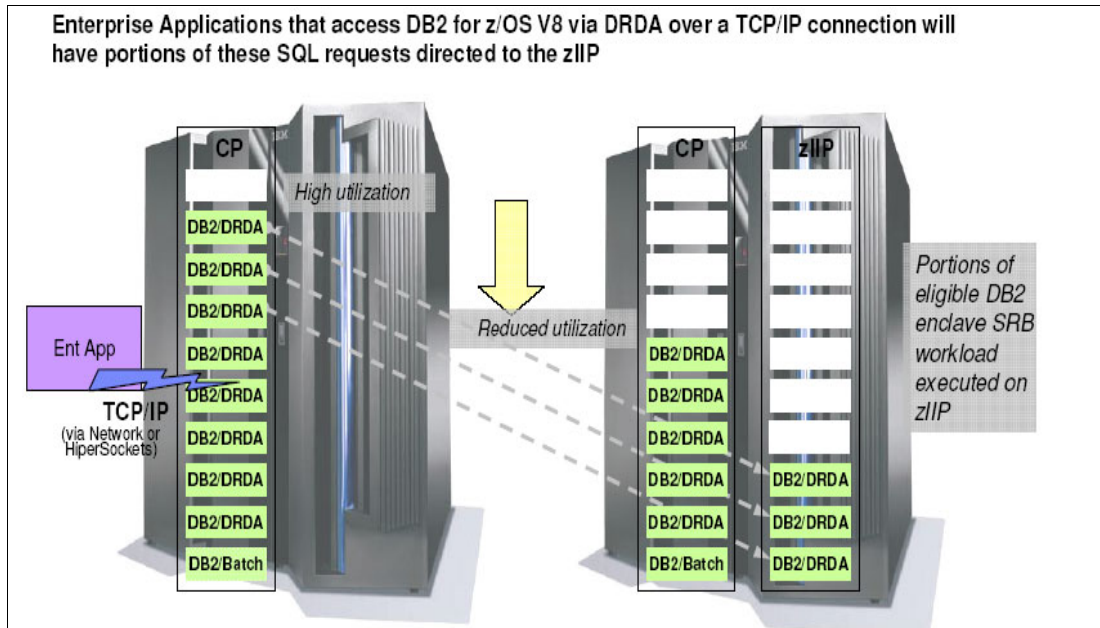 Enterprise Applications that access DB2 for z/OS V8 via DRDA over a TCP/IP connection will
have portions of these SQL requests directed to the zIIP
CP
IBM
High utilization
DB2/DRDA
DB2/DRDA
DB2/DRDA
DB2/DRDA
DB2/DRDA
DB2/DRDA
DB2/DRDA
DB2/DRDA
DB2/Batch
Ent App
TCP/IP
(via Network or
HiperSockets)
Reduced utilization
CP
IBM
DB2/DRDA
DB2/DRDA
DB2/DRDA
DB2/DRDA
DB2/DRDA
DB2/Batch
zIIP
DB2/DRDA
DB2/DRDA
DB2/DRDA
Portions of
eligible DB2
enclave SRB
workload
executed on
zIIP